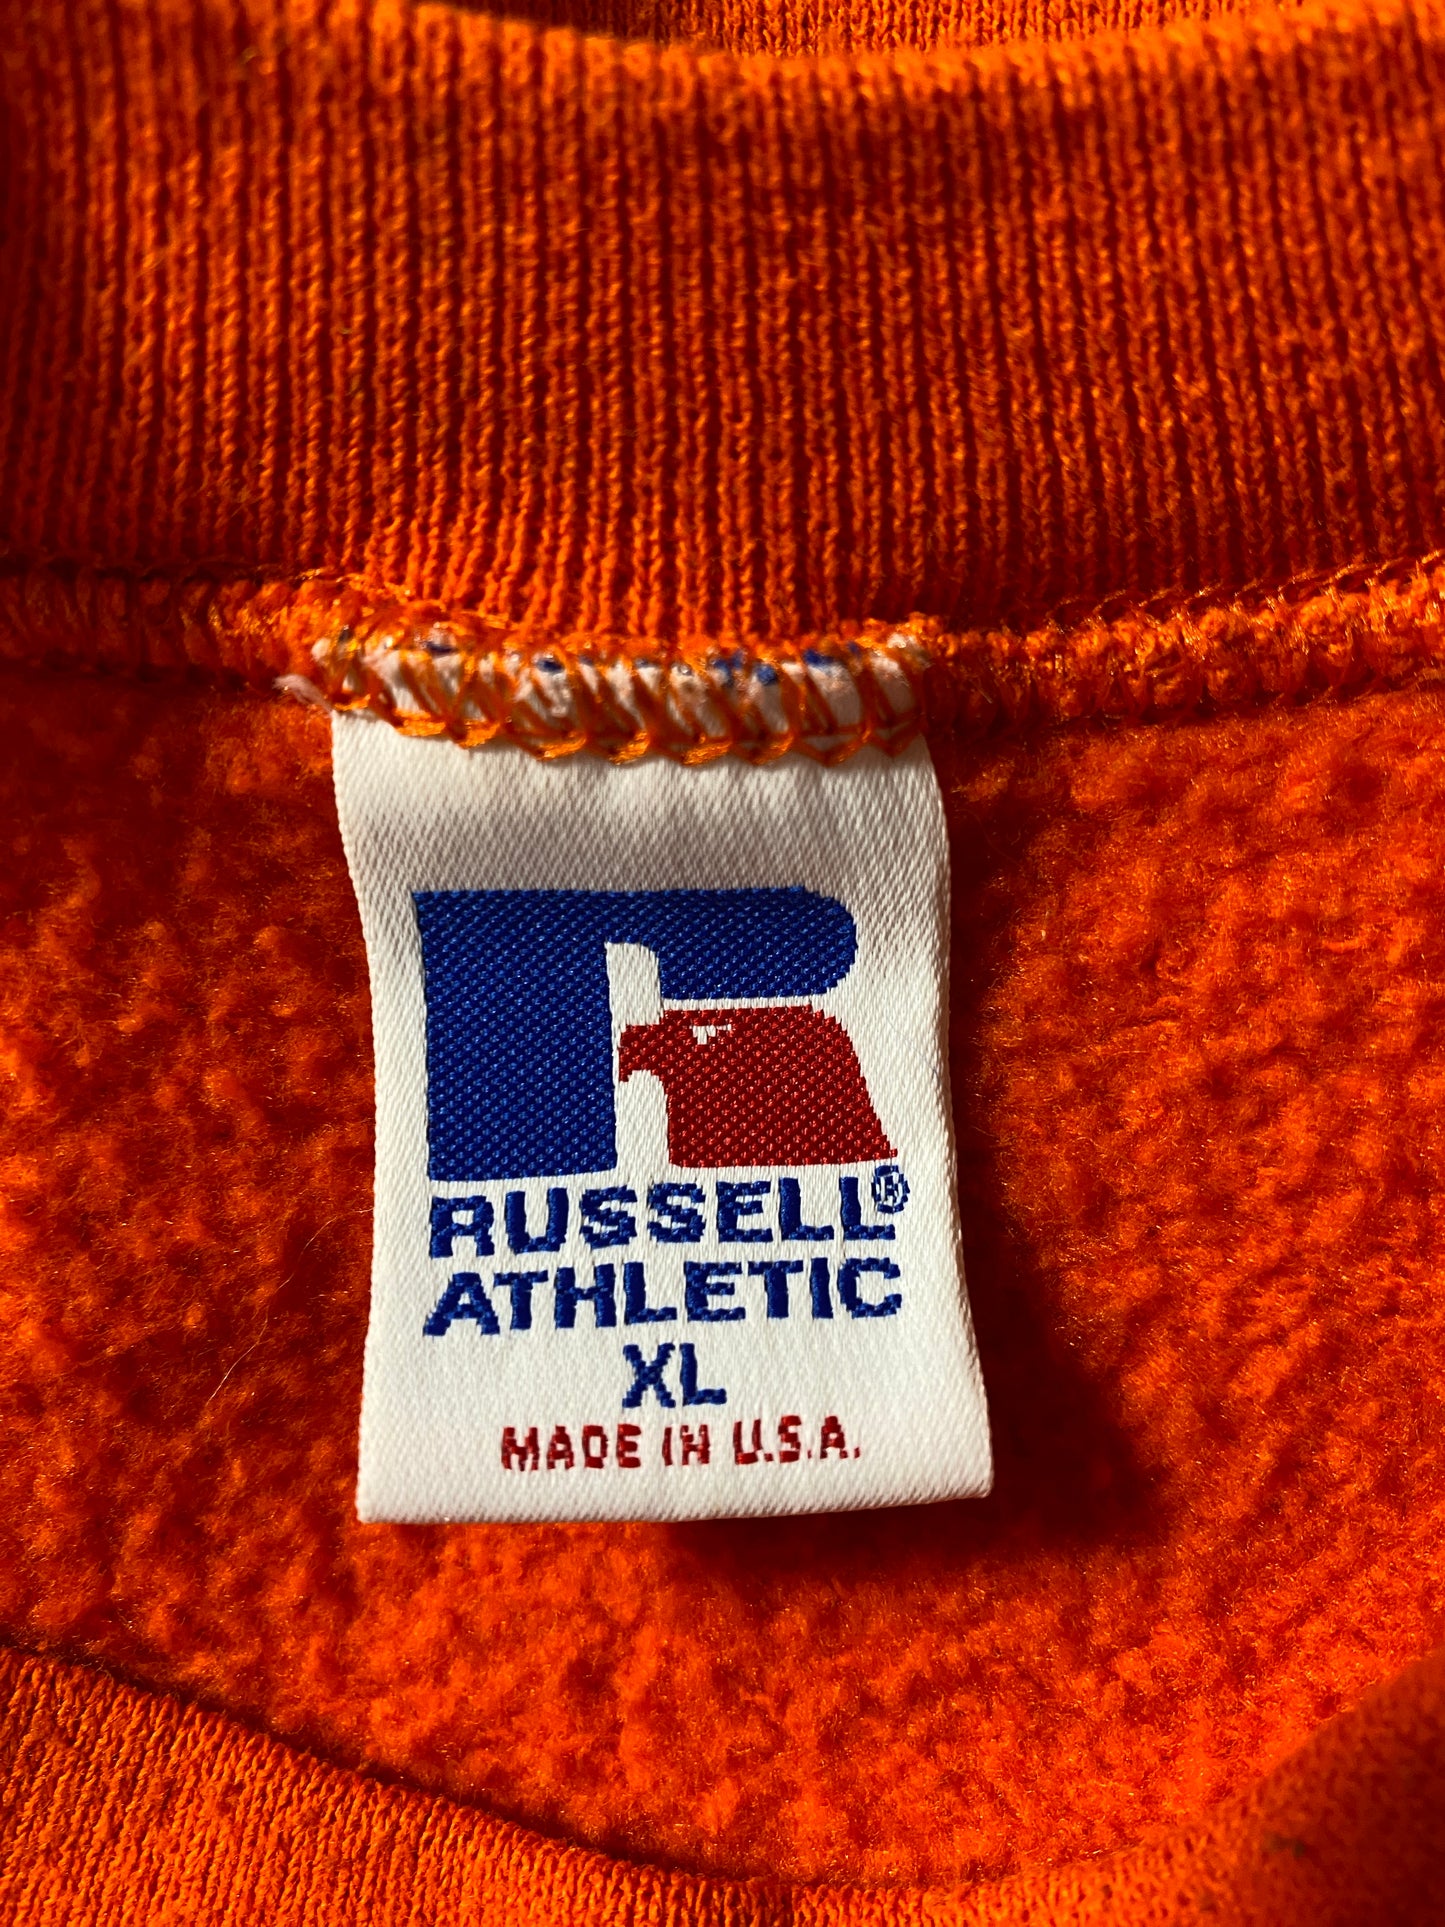 R
RUSSELL®
ATHLETIC
XL
MADE IN U.S.A.